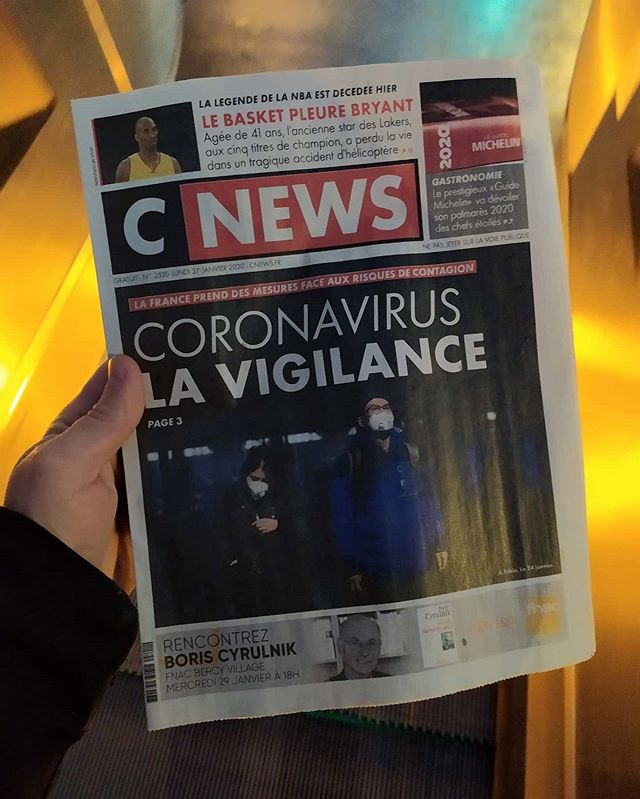 LA LÉGENDE DE LA NBA EST DÉCÉDÉE HIER
LE BASKET PLEURE BRYANT
Agée de 41 ans, l'ancienne star des Lakers,
aux cinq titres de champion, a perdu la vie
dans un tragique accident d'hélicoptère P.11
2020
MICHELIN
GASTRONOMIE
Le prestigieux «Guide
Michelin» va dévoiler
son palmarès 2020
des chefs étoilés P.7
C NEWS
GRATUIT - N° 2520 LUNDI 27 JANVIER 2020 - CNEWS.FR
NE PAS JETER SUR LA VOIE PUBLIQUE
LA FRANCE PREND DES MESURES FACE AUX RISQUES DE CONTAGION
CORONAVIRUS
LA VIGILANCE
PAGE 3
A Pékin, le 24 janvier.
RENCONTREZ
BORIS CYRULNIK
FNAC BERCY VILLAGE
MERCREDI 29 JANVIER À 18H
Cyrulnik
fnac